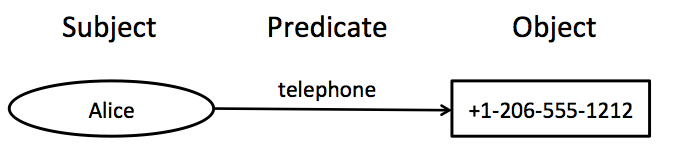 Subject Predicate Object
telephone
Alice +1-206-555-1212